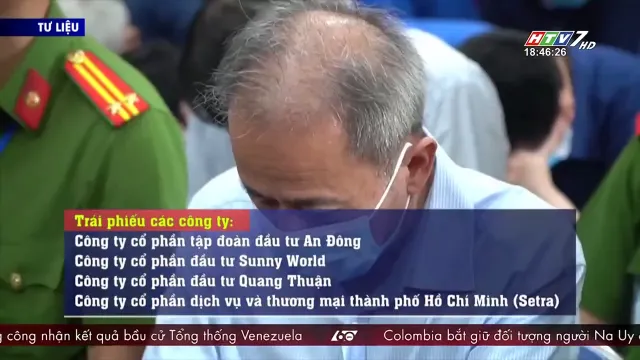 TƯ LIỆU
HTV7 HD
18:46:26
Trái phiếu các công ty:
Công ty cổ phần tập đoàn đầu tư An Đông
Công ty cổ phần đầu tư Sunny World
Công ty cổ phần đầu tư Quang Thuận
Công ty cổ phần dịch vụ và thương mại thành phố Hồ Chí Minh (Setra)
g công nhận kết quả bầu cử Tổng thống Venezuela 60 Colombia bắt giữ đối tượng người Na Uy